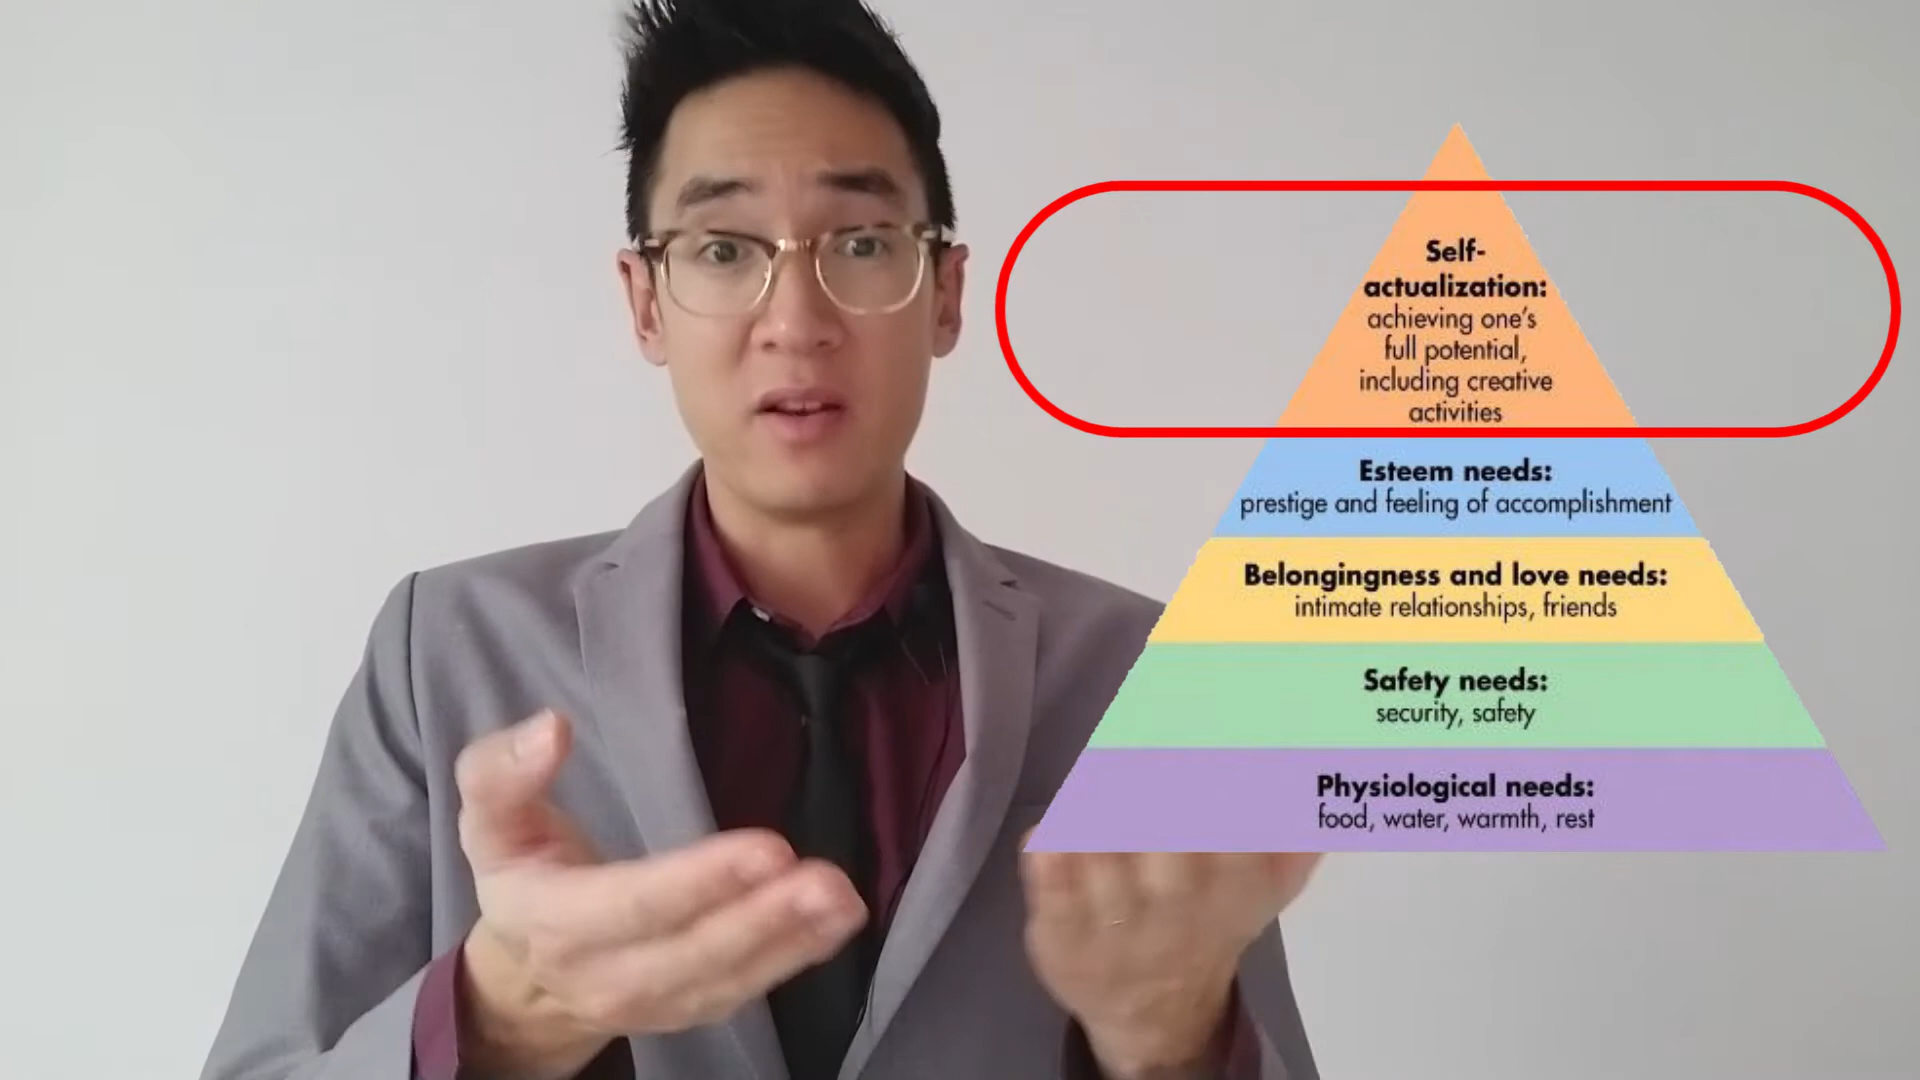 Self-
actualization:
achieving one's
full potential,
including creative
activities
Esteem needs:
prestige and feeling of accomplishment
Belongingness and love needs:
intimate relationships, friends
Safety needs:
security, safety
Physiological needs:
food, water, warmth, rest